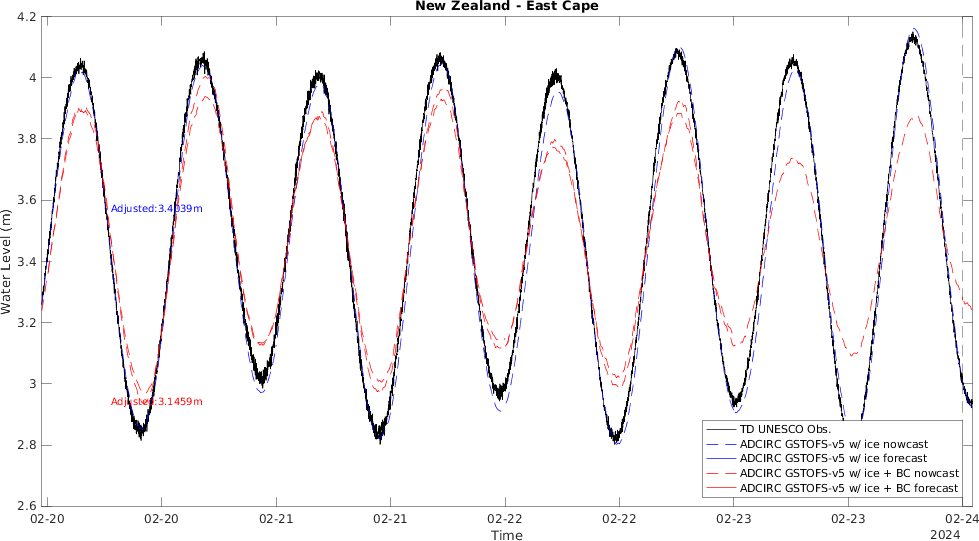 New Zealand - East Cape
Water Level (m)
4.2
4
3.8
3.6
3.4
3.2
3
2.8
2.6
Adjusted:3.4039m
Adjusted:3.1459m
TD UNESCO Obs.
ADCIRC GSTOFS-v5 w/ ice nowcast
ADCIRC GSTOFS-v5 w/ ice forecast
ADCIRC GSTOFS-v5 w/ ice + BC nowcast
ADCIRC GSTOFS-v5 w/ ice + BC forecast
02-20 02-20 02-21 02-21 02-22 02-22 02-23 02-23 02-24
Time
2024